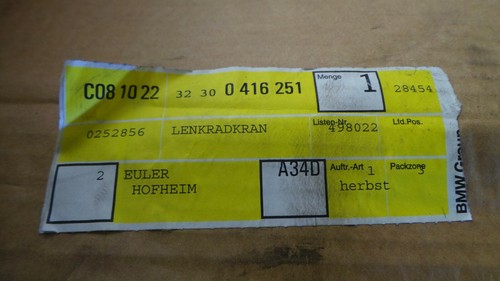 Menge
C08 10 22 32 30 0 416 251 1 28454
Listen-Nr. Lfd.Pos.
0252856 LENKRADKRAN 498022
2 EULER A34D Auftr.-Art 1 Packzone 3
HOFHEIM herbst
BMW Group